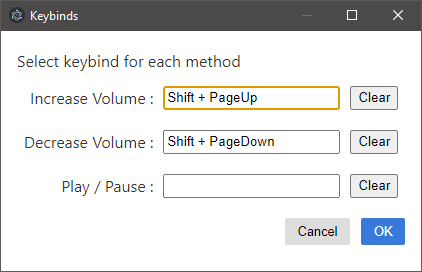 Keybinds
Select keybind for each method
Increase Volume : Shift + PageUp Clear
Decrease Volume : Shift + PageDown Clear
Play / Pause : Clear
Cancel OK